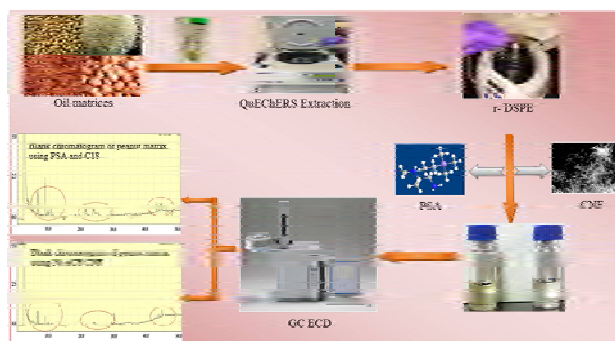 Oil matrices
QuEChERS Extraction
r- DSPE
Blank chromatogram of peanut matrix
using PSA and C18
PSA
CNF
Blank chromatogram of peanut matrix
using
CNF
GC ECD